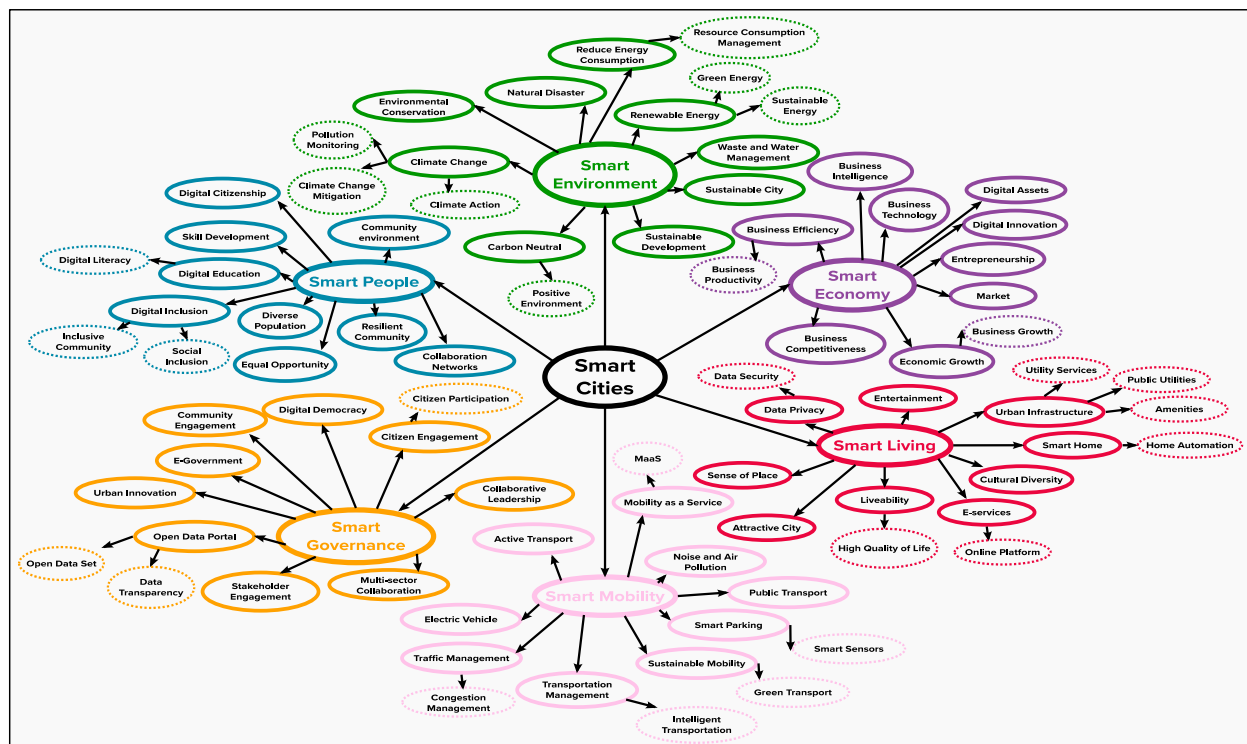 Resource Consumption
Management
Reduce Energy
Consumption
Green Energy
Natural Disaster
Environmental
Conservation
Renewable Energy
Sustainable
Energy
Pollution
Monitoring
Climate Change
Smart
Environment
Waste and Water
Management
Climate Change
Mitigation
Climate Action
Sustainable City
Carbon Neutral
Sustainable
Development
Positive
Environment
Business
Intelligence
Business
Technology
Digital Assets
Digital Innovation
Business Efficiency
Business
Productivity
Smart
Economy
Entrepreneurship
Market
Business
Competitiveness
Business Growth
Economic Growth
Digital Citizenship
Skill Development
Community
environment
Digital Literacy
Digital Education
Smart People
Digital Inclusion
Diverse
Population
Resilient
Community
Inclusive
Community
Social
Inclusion
Equal Opportunity
Collaboration
Networks
Smart
Cities
Data Security
Data Privacy
Entertainment
Utility Services
Public Utilities
Urban Infrastructure
Amenities
Smart Living
Smart Home
Home Automation
Sense of Place
Cultural Diversity
Liveability
E-services
Attractive City
High Quality of Life
Online Platform
Citizen Participation
Community
Engagement
Digital Democracy
Citizen Engagement
E-Government
Urban Innovation
Collaborative
Leadership
Open Data Portal
Smart
Governance
Open Data Set
Data
Transparency
Stakeholder
Engagement
Multi-sector
Collaboration
MaaS
Mobility as a Service
Active Transport
Noise and Air
Pollution
Smart Mobility
Public Transport
Electric Vehicle
Smart Parking
Smart Sensors
Traffic Management
Sustainable Mobility
Congestion
Management
Transportation
Management
Green Transport
Intelligent
Transportation